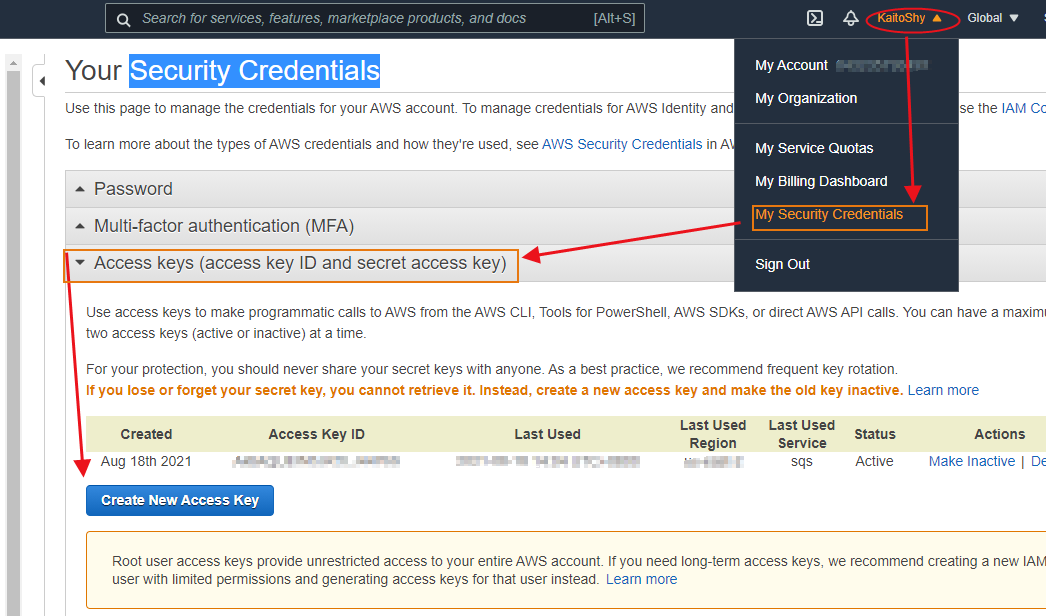 Search for services, features, marketplace products, and docs [Alt+S] KaitoShy Global
My Account
My Organization
My Service Quotas
My Billing Dashboard
My Security Credentials
Sign Out
Your Security Credentials
Use this page to manage the credentials for your AWS account. To manage credentials for AWS Identity and se the IAM Co
To learn more about the types of AWS credentials and how they're used, see AWS Security Credentials in AW
Password
Multi-factor authentication (MFA)
Access keys (access key ID and secret access key)
Use access keys to make programmatic calls to AWS from the AWS CLI, Tools for PowerShell, AWS SDKs, or direct AWS API calls. You can have a maximu
two access keys (active or inactive) at a time.
For your protection, you should never share your secret keys with anyone. As a best practice, we recommend frequent key rotation.
If you lose or forget your secret key, you cannot retrieve it. Instead, create a new access key and make the old key inactive. Learn more
Created Access Key ID Last Used Last Used Region Last Used Service Status Actions
Aug 18th 2021 sqs Active Make Inactive | De
Create New Access Key
Root user access keys provide unrestricted access to your entire AWS account. If you need long-term access keys, we recommend creating a new IAM
user with limited permissions and generating access keys for that user instead. Learn more